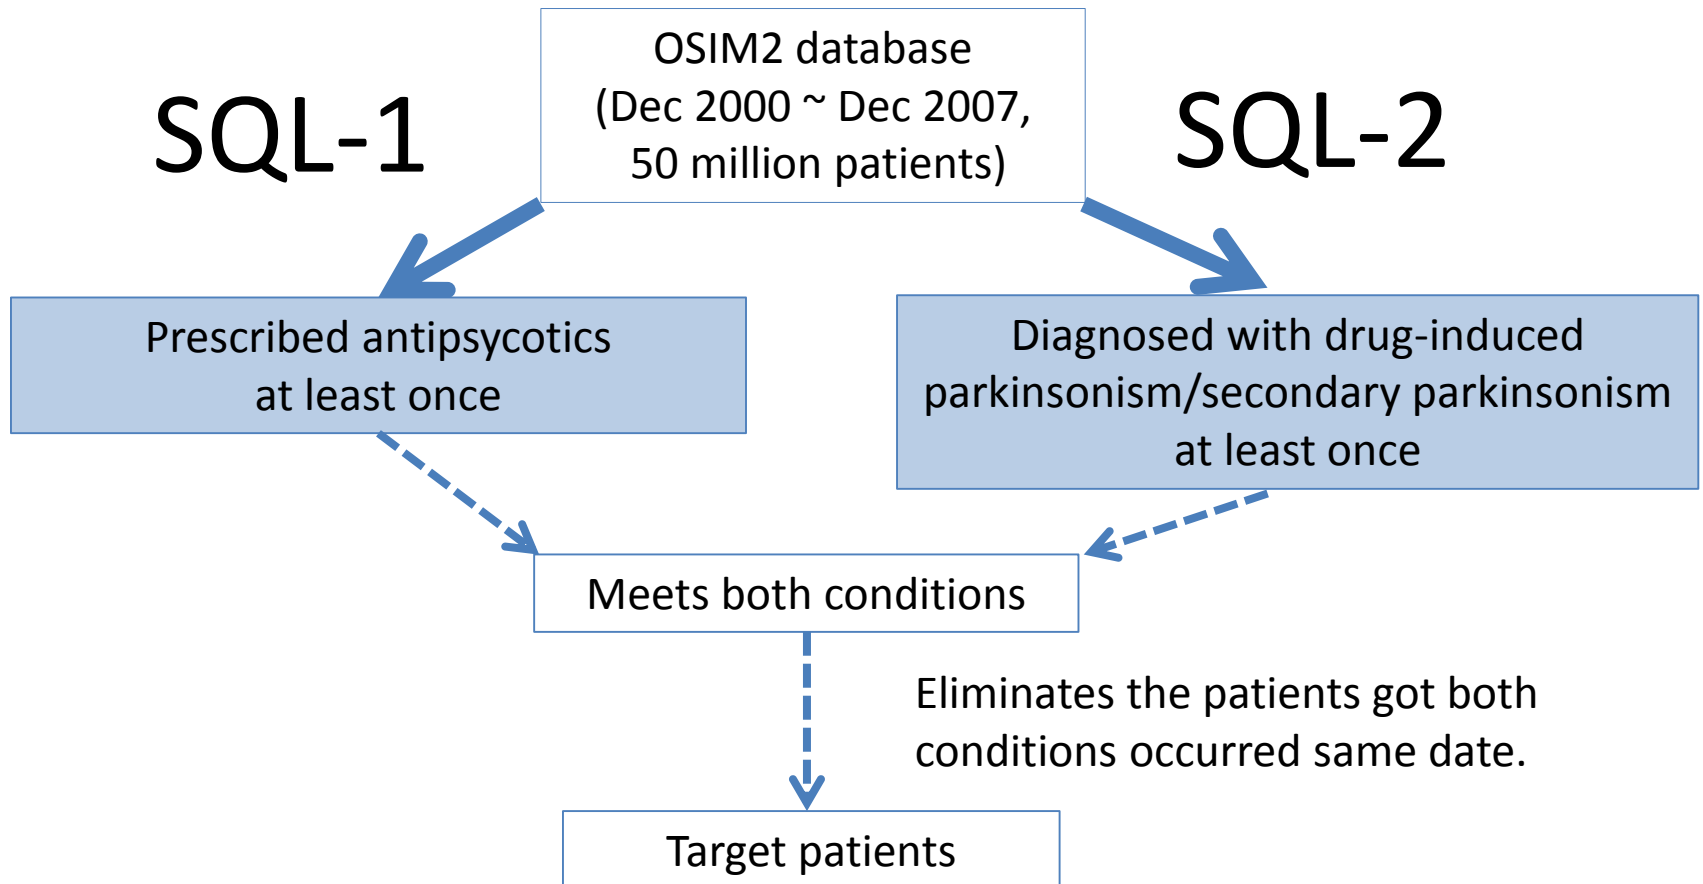 OSIM2 database
(Dec 2000 ~ Dec 2007,
50 million patients)
SQL-1
SQL-2
Prescribed antipsycotics
at least once
Diagnosed with drug-induced
parkinsonism/secondary parkinsonism
at least once
Meets both conditions
Eliminates the patients got both
conditions occurred same date.
Target patients